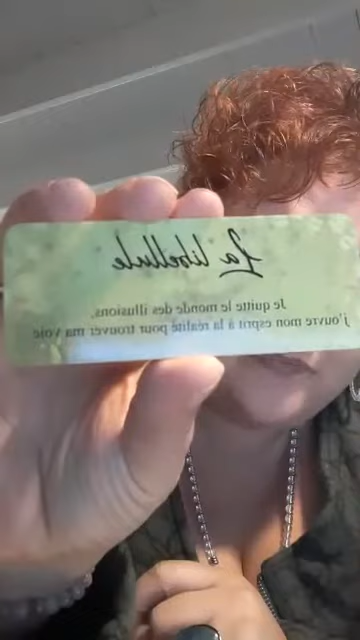 La libellule
Je quitte le monde des illusions,
j'ouvre mon esprit à la réalité pour trouver ma voie